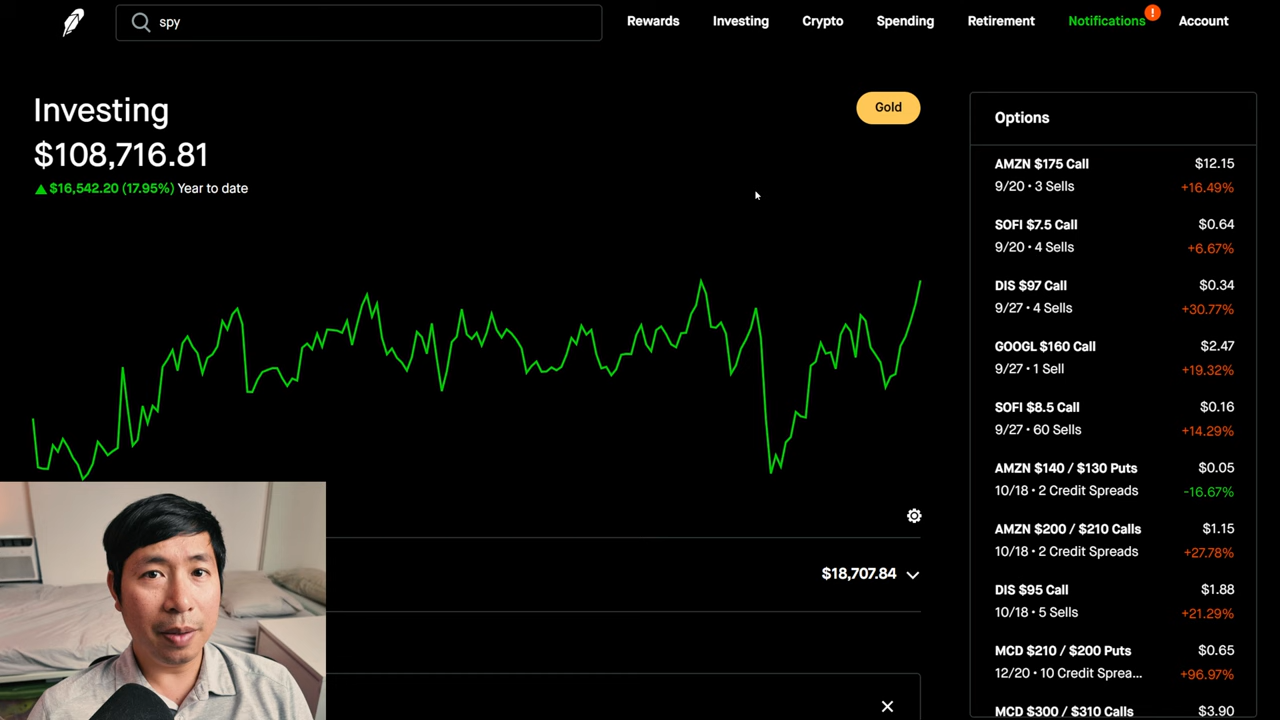 spy
Rewards
Investing
Crypto
Spending
Retirement
Notifications
!
Account
Investing
$108,716.81
$16,542.20 (17.95%) Year to date
Gold
$18,707.84
Options
AMZN $175 Call
$12.15
9/20 • 3 Sells
+16.49%
SOFI $7.5 Call
$0.64
9/20 • 4 Sells
+6.67%
DIS $97 Call
$0.34
9/27 • 4 Sells
+30.77%
GOOGL $160 Call
$2.47
9/27 • 1 Sell
+19.32%
SOFI $8.5 Call
$0.16
9/27 • 60 Sells
+14.29%
AMZN $140 / $130 Puts
$0.05
10/18 • 2 Credit Spreads
-16.67%
AMZN $200 / $210 Calls
$1.15
10/18 • 2 Credit Spreads
+27.78%
DIS $95 Call
$1.88
10/18 • 5 Sells
+21.29%
MCD $210 / $200 Puts
$0.65
12/20 • 10 Credit Sprea...
+96.97%
MCD $300 / $310 Calls
$3.90